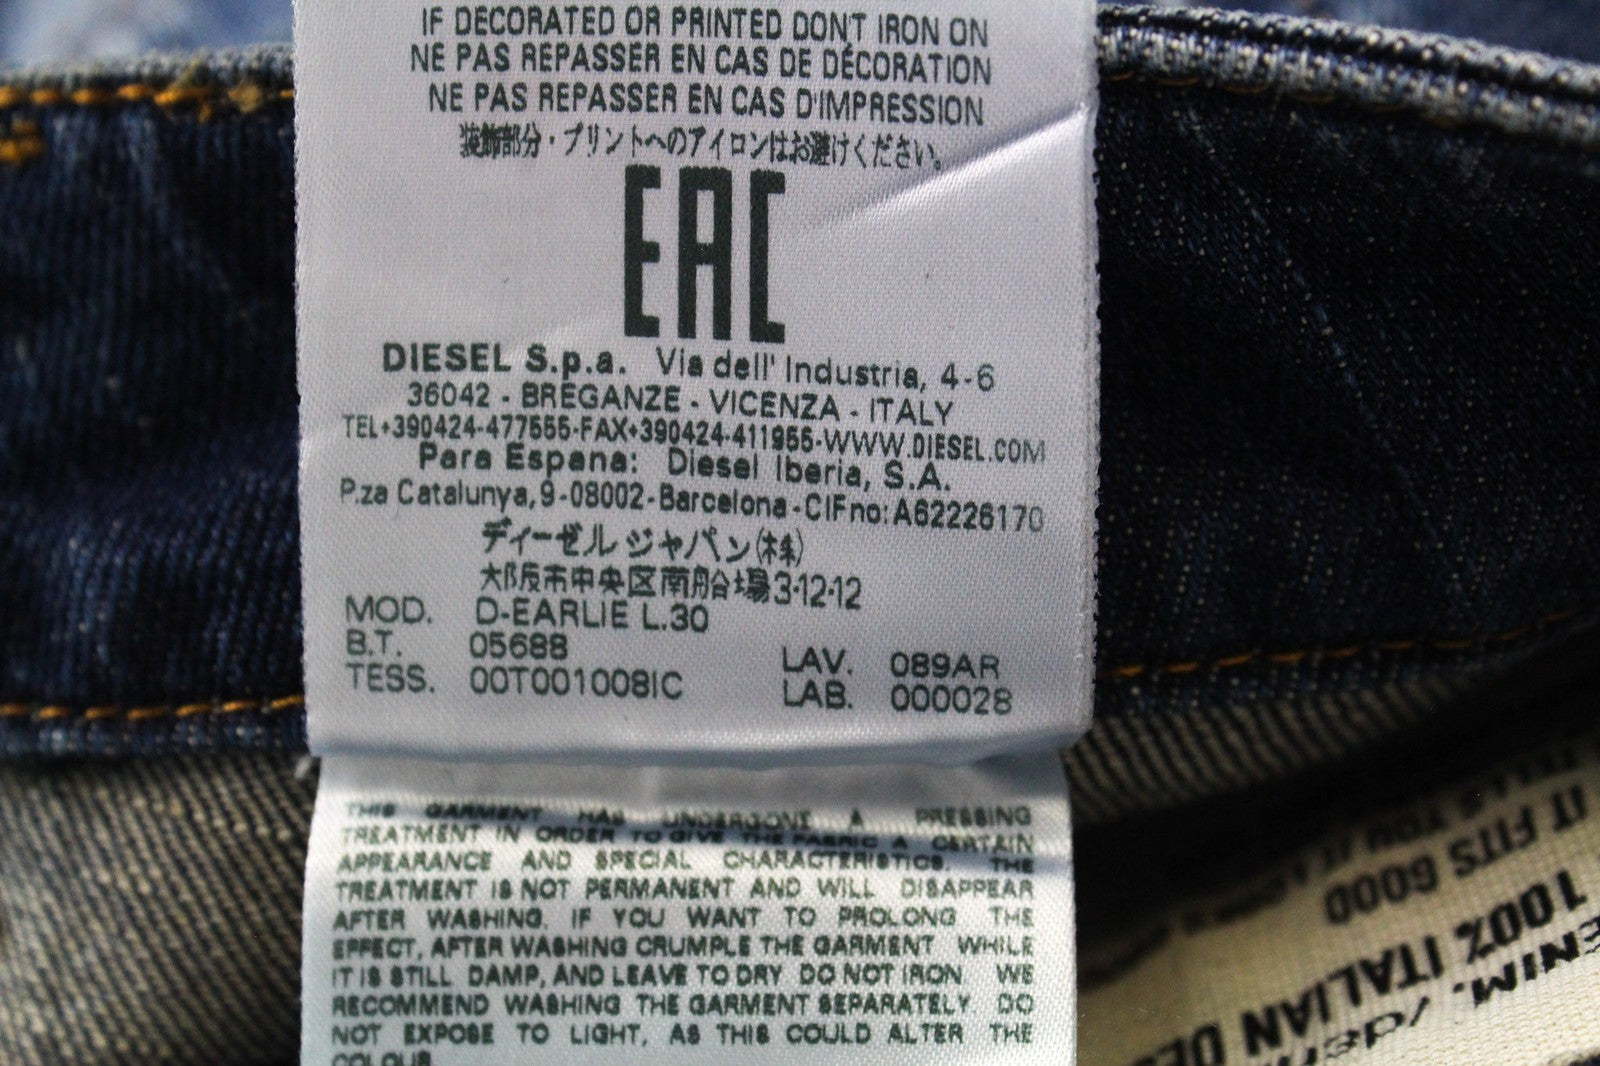 IF DECORATED OR PRINTED DON'T IRON ON
NE PAS REPASSER EN CAS DE DÉCORATION
NE PAS REPASSER EN CAS D'IMPRESSION
装飾部分・プリントへのアイロンはお避けください。
EAC
DIESEL S.p.a. Via dell' Industria, 4-6
36042 - BREGANZE - VICENZA - ITALY
TEL+390424-477555-FAX+390424-411955-WWW.DIESEL.COM
Para Espana: Diesel Iberia, S.A.
P.za Catalunya, 9-08002-Barcelona-CIFno:A62226170
ディーゼル ジャパン(株)
大阪市中央区南船場3-12-12
MOD. D-EARLIE L.30
B.T. 05688
TESS. 00T001008IC
LAV. 089AR
LAB. 000028
THIS GARMENT HAS UNDERGONE A PRESSING
TREATMENT IN ORDER TO GIVE THE FABRIC A CERTAIN
APPEARANCE AND SPECIAL CHARACTERISTICS. THE
TREATMENT IS NOT PERMANENT AND WILL DISAPPEAR
AFTER WASHING. IF YOU WANT TO PROLONG THE
EFFECT, AFTER WASHING CRUMPLE THE GARMENT WHILE
IT IS STILL DAMP, AND LEAVE TO DRY DO NOT IRON. WE
RECOMMEND WASHING THE GARMENT SEPARATELY. DO
NOT EXPOSE TO LIGHT, AS THIS COULD ALTER THE
COLOUR
100% ITALIAN
IT FITS GOOD